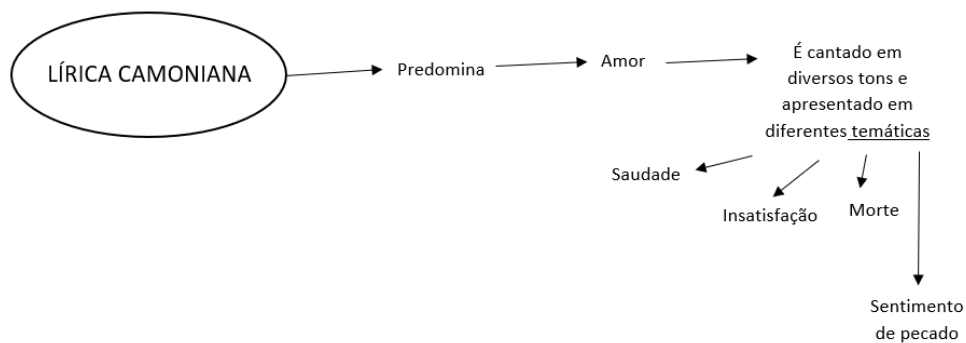 LÍRICA CAMONIANA
Predomina
Amor
É cantado em
diversos tons e
apresentado em
diferentes temáticas
Saudade
Insatisfação
Morte
Sentimento
de pecado